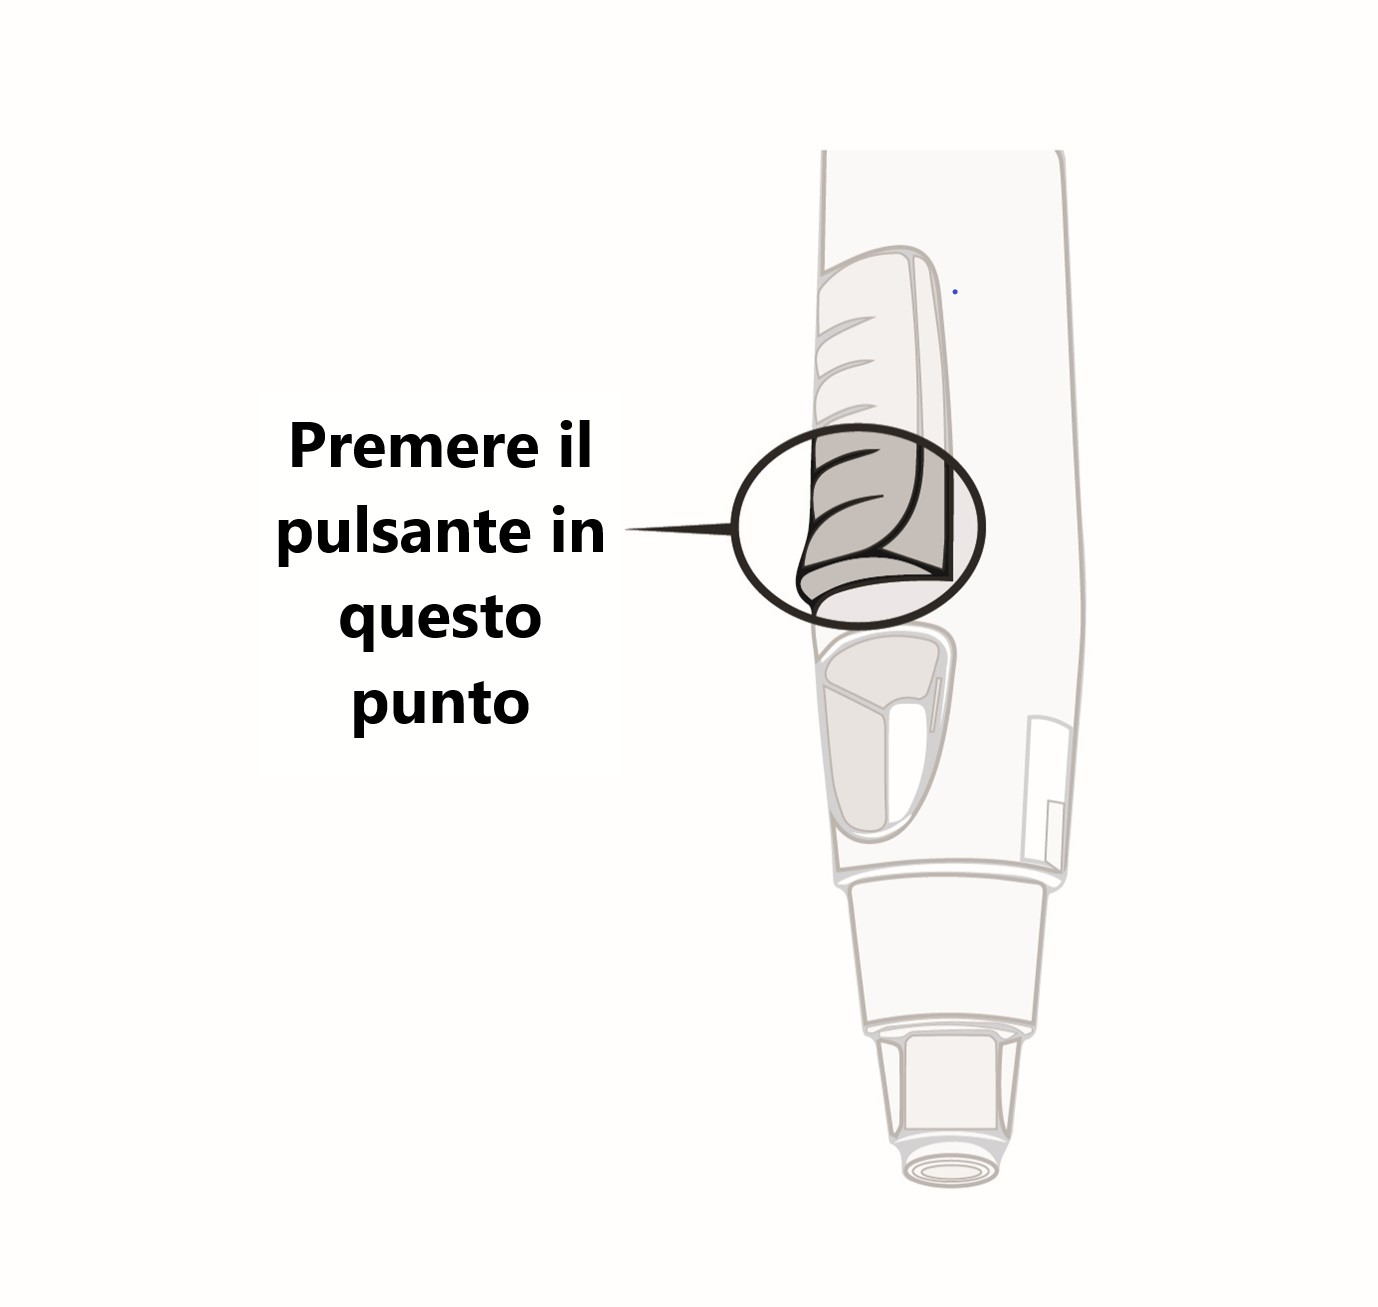 Premere il
pulsante in
questo
punto